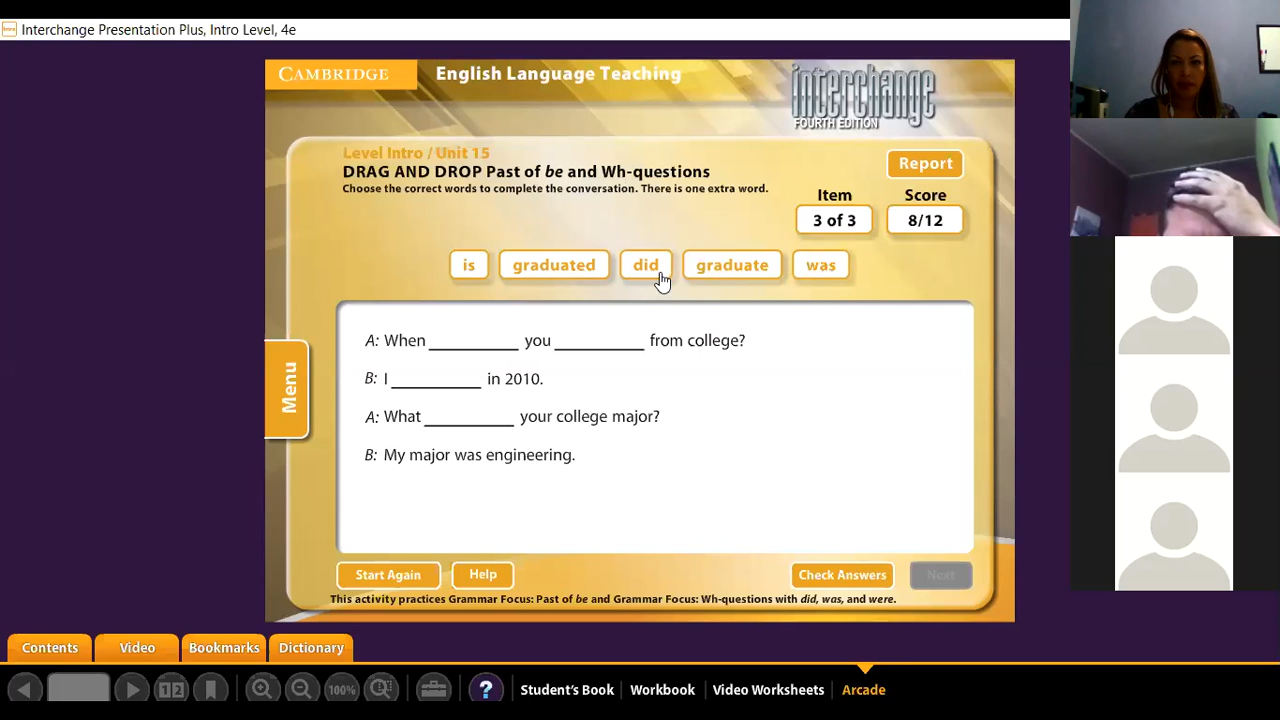 Interchange Presentation Plus, Intro Level, 4e
CAMBRIDGE English Language Teaching
interchange
FOURTH EDITION
Level Intro / Unit 15
DRAG AND DROP Past of be and Wh-questions
Choose the correct words to complete the conversation. There is one extra word.
Report
Item Score
3 of 3 8/12
is graduated did graduate was
A: When __________ you __________ from college?
B: I __________ in 2010.
A: What __________ your college major?
B: My major was engineering.
Menu
Start Again Help Check Answers Next
This activity practices Grammar Focus: Past of be and Grammar Focus: Wh-questions with did, was, and were.
Contents Video Bookmarks Dictionary
12 100% ? Student's Book Workbook Video Worksheets Arcade